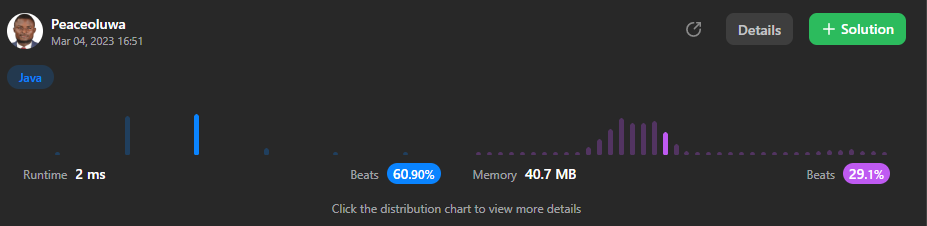 Peaceoluwa
Mar 04, 2023 16:51
Details
+ Solution
Java
Runtime 2 ms Beats 60.90% Memory 40.7 MB Beats 29.1%
Click the distribution chart to view more details